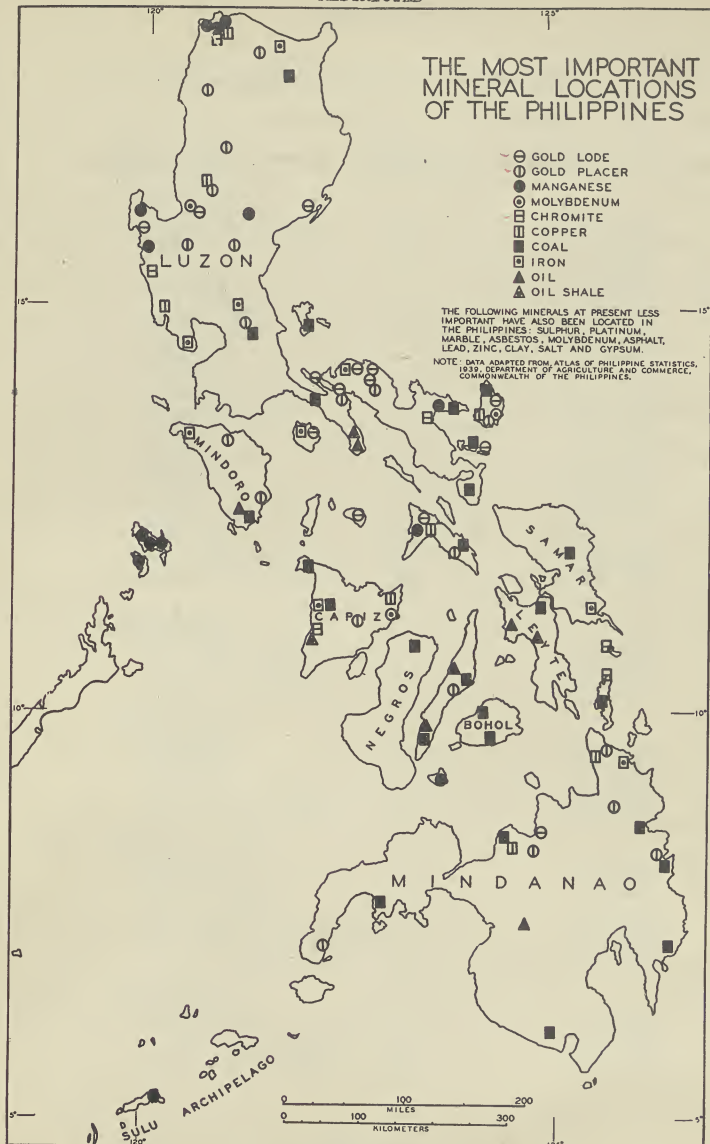 120°
125°
THE MOST IMPORTANT
MINERAL LOCATIONS
OF THE PHILIPPINES
GOLD LODE
GOLD PLACER
MANGANESE
MOLYBDENUM
CHROMITE
COPPER
COAL
IRON
OIL
OIL SHALE
LUZON
15°
15°
THE FOLLOWING MINERALS AT PRESENT LESS
IMPORTANT HAVE ALSO BEEN LOCATED IN
THE PHILIPPINES: SULPHUR, PLATINUM,
MARBLE, ASBESTOS, MOLYBDENUM, ASPHALT,
LEAD, ZINC, CLAY, SALT AND GYPSUM.
NOTE: DATA ADAPTED FROM, ATLAS OF PHILIPPINE STATISTICS,
1939, DEPARTMENT OF AGRICULTURE AND COMMERCE,
COMMONWEALTH OF THE PHILIPPINES.
MINDORO
SAMAR
CAPIZ
LEYTE
NEGROS
BOHOL
10°
10°
MINDANAO
SULU ARCHIPELAGO
0 100 200
MILES
0 100 200 300
KILOMETERS
5°
5°
120°
125°